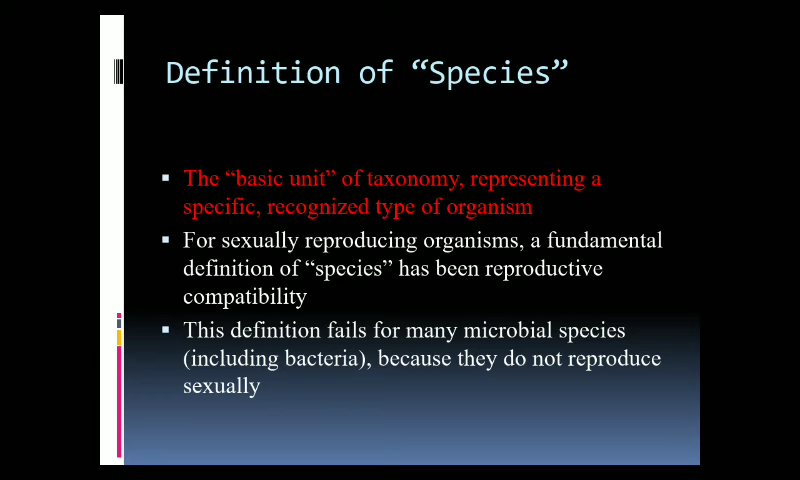 Definition of “Species”
▪ The “basic unit” of taxonomy, representing a
specific, recognized type of organism
▪ For sexually reproducing organisms, a fundamental
definition of “species” has been reproductive
compatibility
▪ This definition fails for many microbial species
(including bacteria), because they do not reproduce
sexually